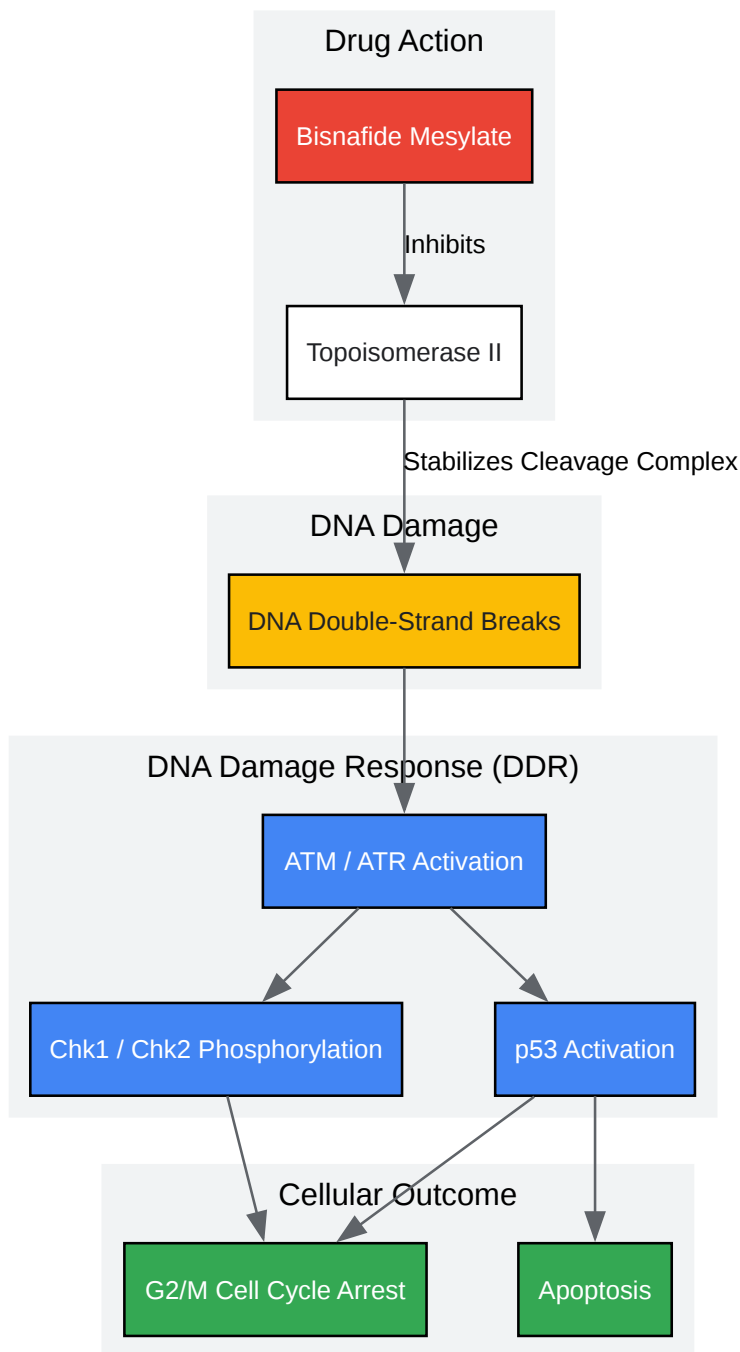 Drug Action
Bisnafide Mesylate
Inhibits
Topoisomerase II
Stabilizes Cleavage Complex
DNA Damage
DNA Double-Strand Breaks
DNA Damage Response (DDR)
ATM / ATR Activation
Chk1 / Chk2 Phosphorylation
p53 Activation
Cellular Outcome
G2/M Cell Cycle Arrest
Apoptosis